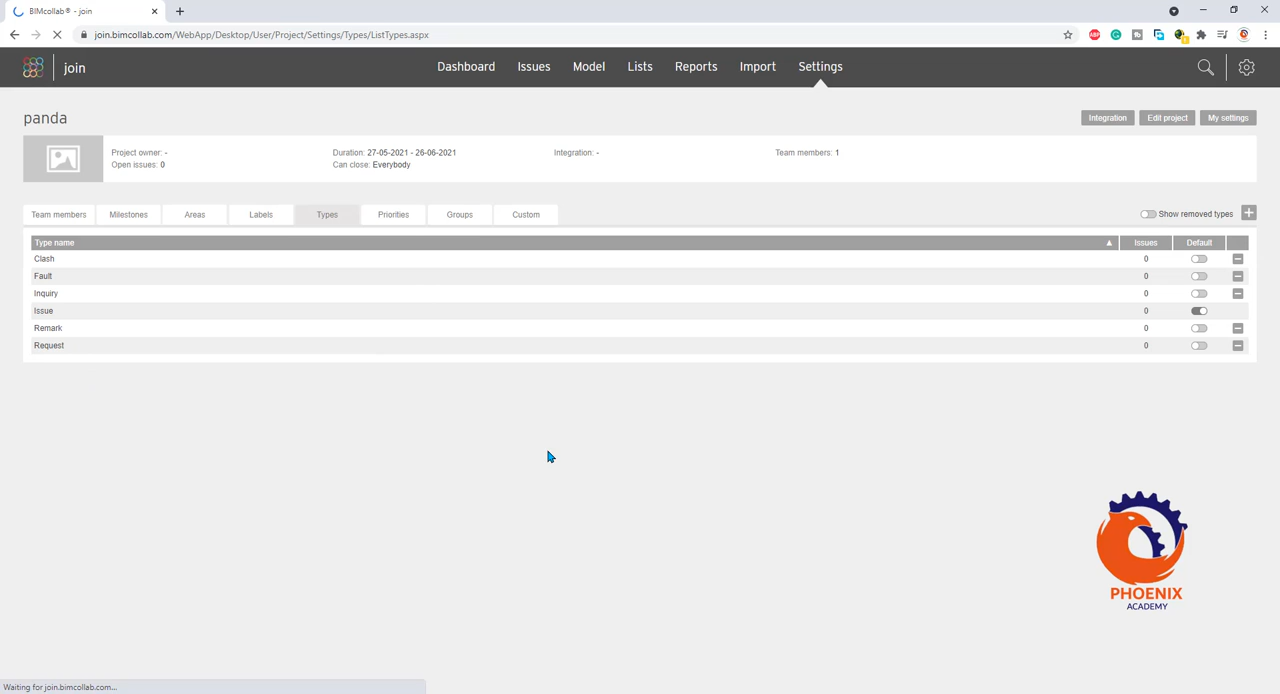 BIMcollab® - join
join.bimcollab.com/WebApp/Desktop/User/Project/Settings/Types/ListTypes.aspx
join
Dashboard Issues Model Lists Reports Import Settings
panda
Integration Edit project My settings
Project owner: - Duration: 27-05-2021 - 26-06-2021 Integration: - Team members: 1
Open issues: 0 Can close: Everybody
Team members Milestones Areas Labels Types Priorities Groups Custom Show removed types
Type name Issues Default
Clash 0
Fault 0
Inquiry 0
Issue 0
Remark 0
Request 0
PHOENIX
ACADEMY
Waiting for join.bimcollab.com...